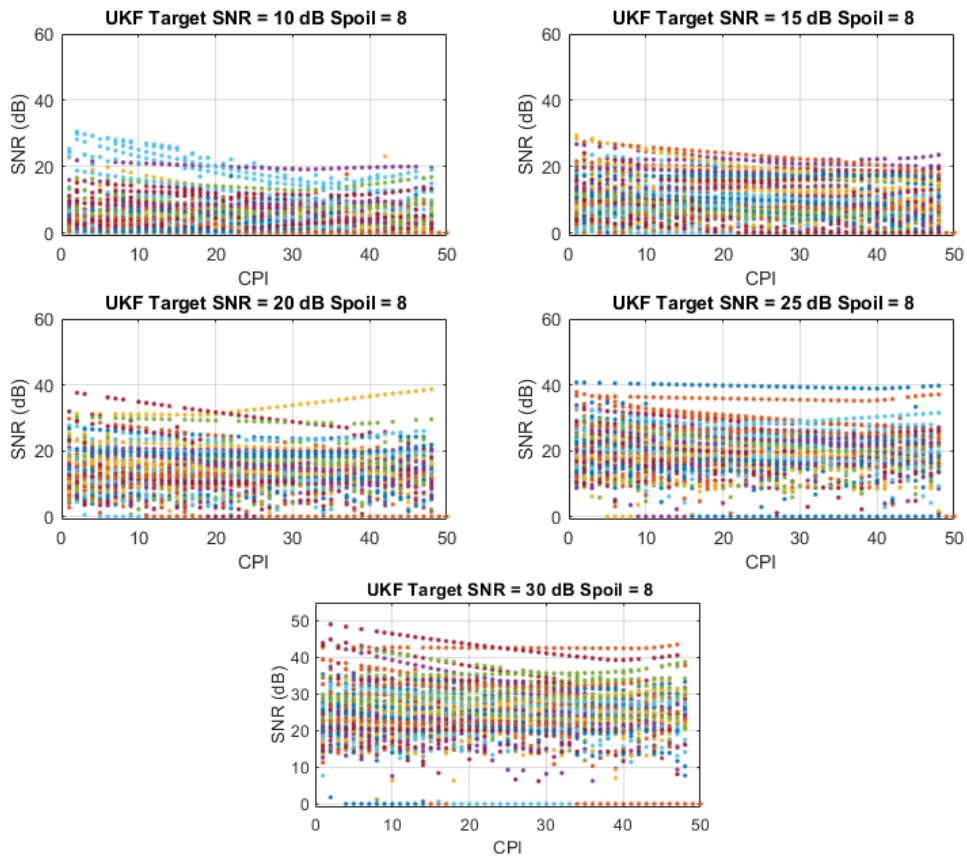 UKF Target SNR = 10 dB Spoil = 8
60
40
20
0
SNR (dB)
0 10 20 30 40 50
CPI
UKF Target SNR = 15 dB Spoil = 8
60
40
20
0
SNR (dB)
0 10 20 30 40 50
CPI
UKF Target SNR = 20 dB Spoil = 8
60
40
20
0
SNR (dB)
0 10 20 30 40 50
CPI
UKF Target SNR = 25 dB Spoil = 8
60
40
20
0
SNR (dB)
0 10 20 30 40 50
CPI
UKF Target SNR = 30 dB Spoil = 8
50
40
30
20
10
0
SNR (dB)
0 10 20 30 40 50
CPI